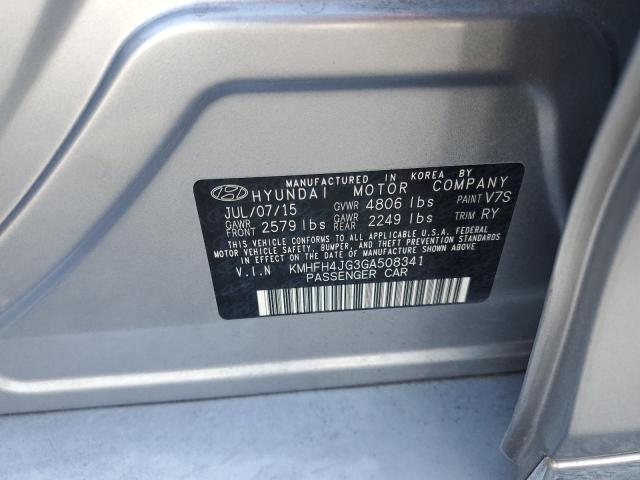 MANUFACTURED IN KOREA BY
HYUNDAI MOTOR COMPANY
JUL/07/15 GVWR 4806 lbs PAINT V7S
GAWR FRONT 2579 lbs GAWR REAR 2249 lbs TRIM RY
THIS VEHICLE CONFORMS TO ALL APPLICABLE U.S.A. FEDERAL
MOTOR VEHICLE SAFETY, BUMPER, AND THEFT PREVENTION STANDARDS
IN EFFECT ON THE DATE OF MANUFACTURE SHOWN ABOVE.
V.I.N KMHFH4JG3GA508341
PASSENGER CAR